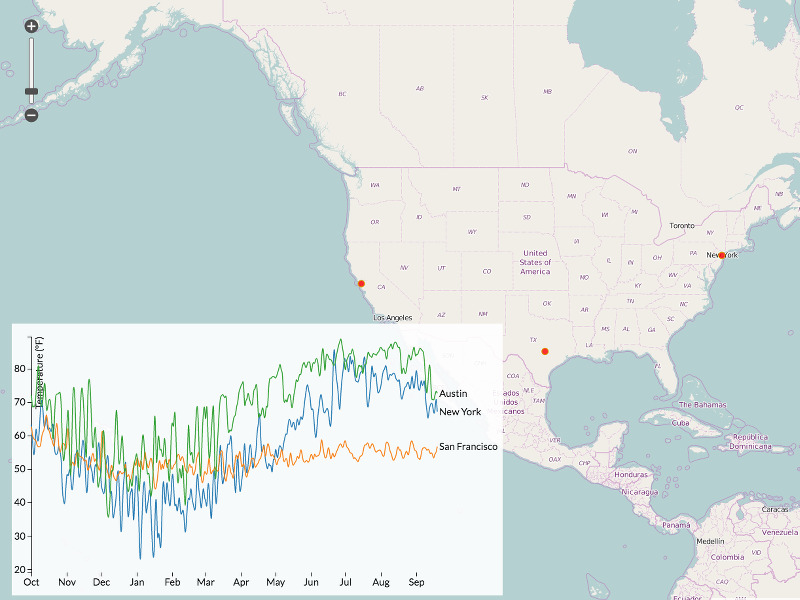 +
−
BC
AB
SK
MB
ON
QC
NB
ME
WA
MT
ND
MN
OR
ID
SD
WI
MI
Toronto
NY
WY
IA
PA
New York
NV
UT
CO
United
States of
America
IL
IN
OH
MO
KY
WV
VA
CA
NC
Los Angeles
AZ
NM
OK
AR
TN
SC
TX
MS
AL
GA
LA
FL
COA
N.LE
TAM
Estados
Unidos
Mexicanos
The Bahamas
Cuba
VER
OAX
CHP
República
Dominicana
Honduras
Nicaragua
Panamá
Caracas
Venezuela
Medellín
Colombia
VID
CAQ
Ecuador
Temperature (ºF)
80
70
60
50
40
30
20
Oct Nov Dec Jan Feb Mar Apr May Jun Jul Aug Sep
Austin
New York
San Francisco